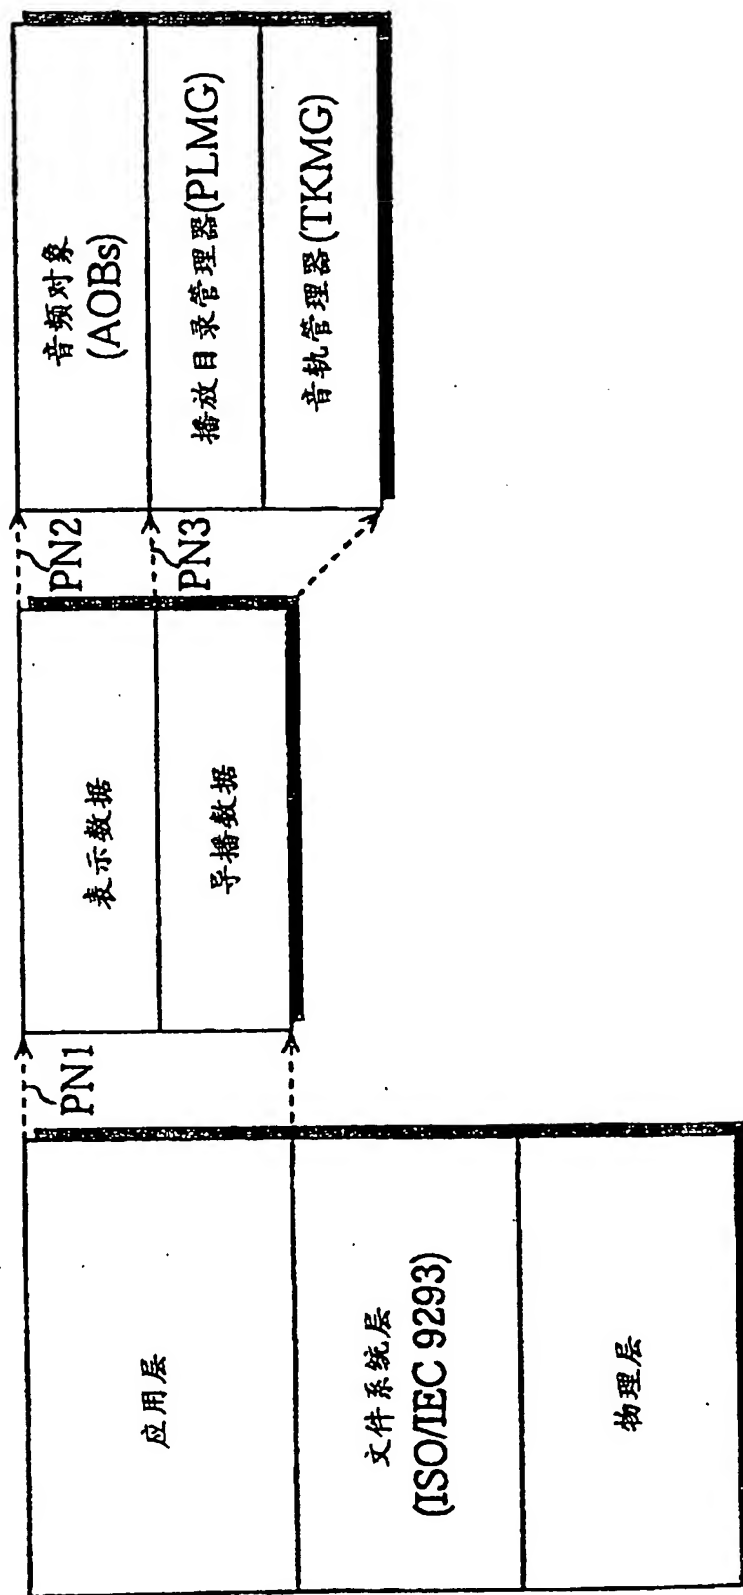 应用层
文件系统层
(ISO/IEC 9293)
物理层
PN1
表示数据
导播数据
PN2
PN3
音频对象
(AOBs)
播放目录管理器(PLMG)
音轨管理器(TKMG)